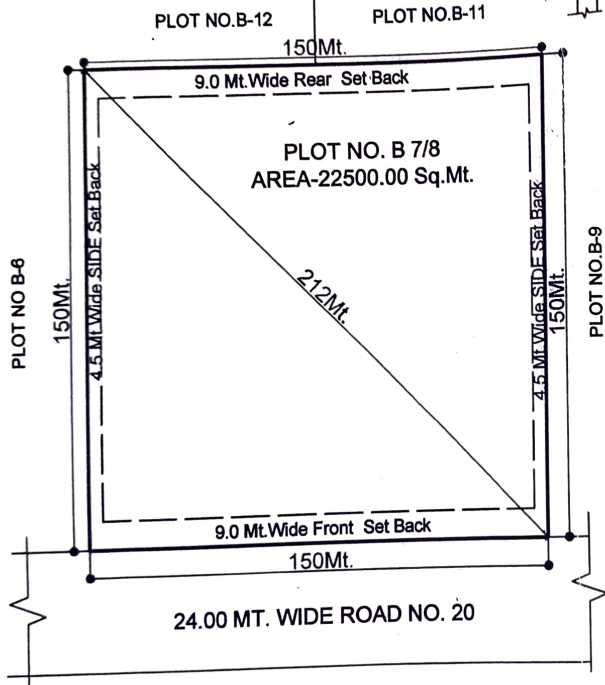 PLOT NO.B-12
PLOT NO.B-11
150Mt.
9.0 Mt.Wide Rear Set Back
PLOT NO. B 7/8
AREA-22500.00 Sq.Mt.
PLOT NO B-6
150Mt.
4.5 Mt.Wide SIDE Set Back
212Mt.
4.5 Mt.Wide SIDE Set Back
150Mt.
PLOT NO.B-9
9.0 Mt.Wide Front Set Back
150Mt.
24.00 MT. WIDE ROAD NO. 20